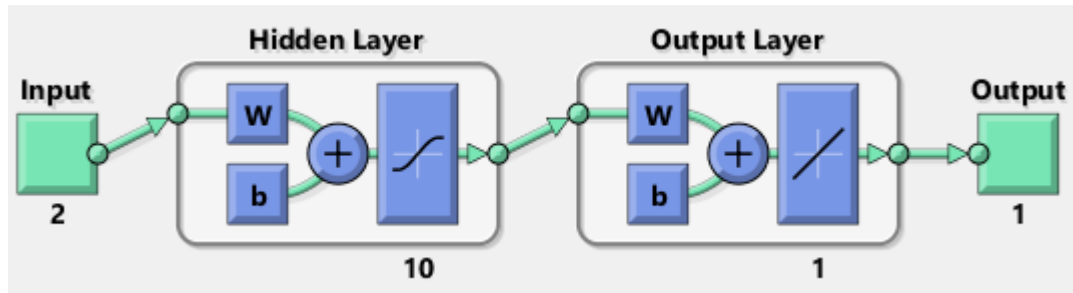 Hidden Layer
Output Layer
Input
Output
W
W
+
+
b
b
2
1
10
1